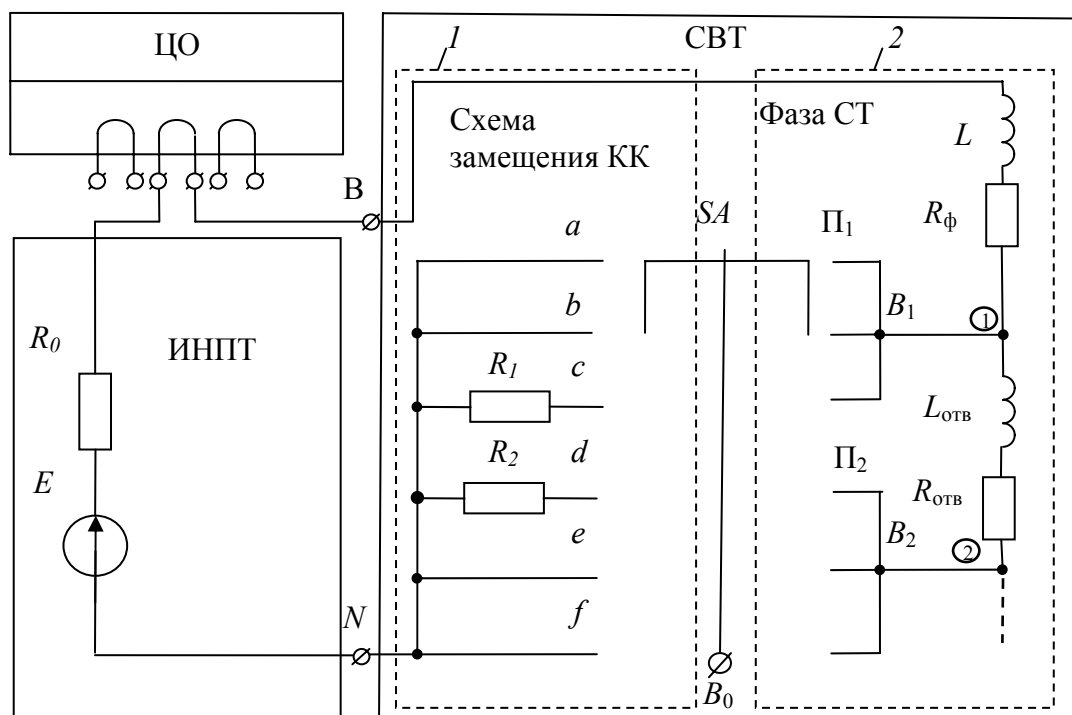 ЦО
1
СВТ
2
Схема
замещения КК
Фаза СТ
L
В
a
SA
П₁
Rф
b
B₁
1
R₀
ИНПТ
R₁
c
Lотв
R₂
d
П₂
Rотв
E
e
B₂
2
N
f
B₀